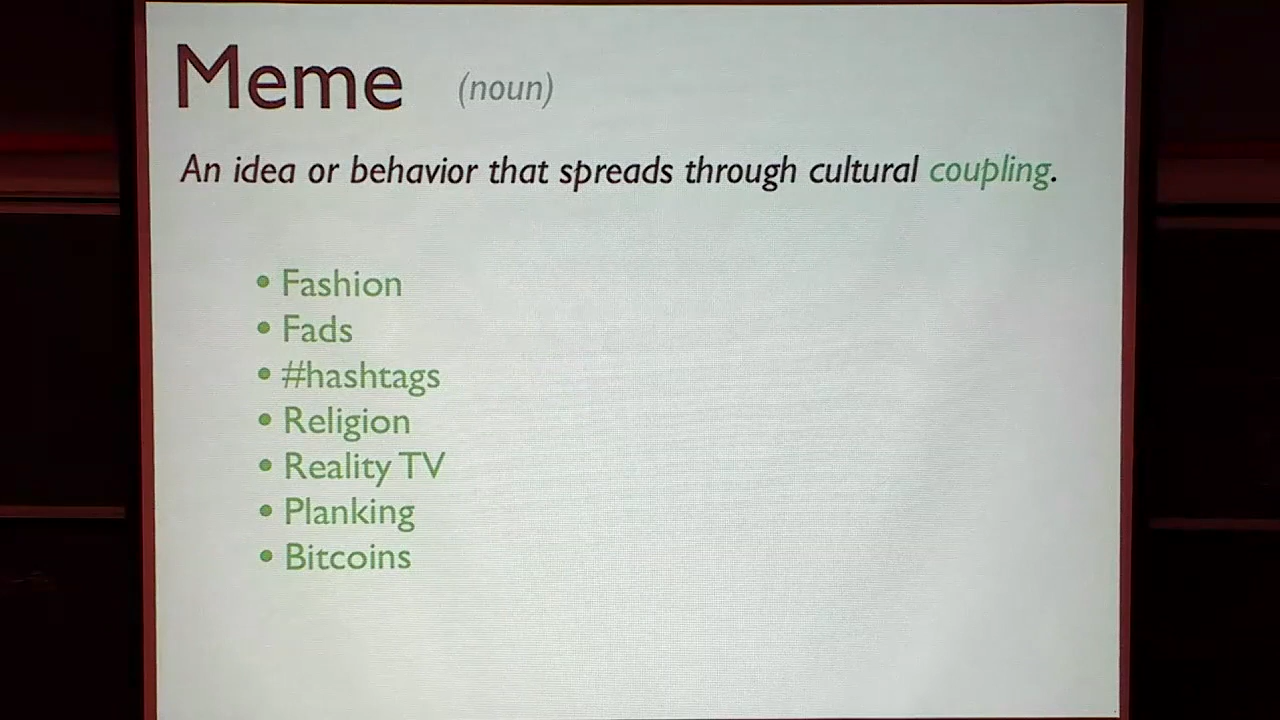 Meme (noun)
An idea or behavior that spreads through cultural coupling.
• Fashion
• Fads
• #hashtags
• Religion
• Reality TV
• Planking
• Bitcoins